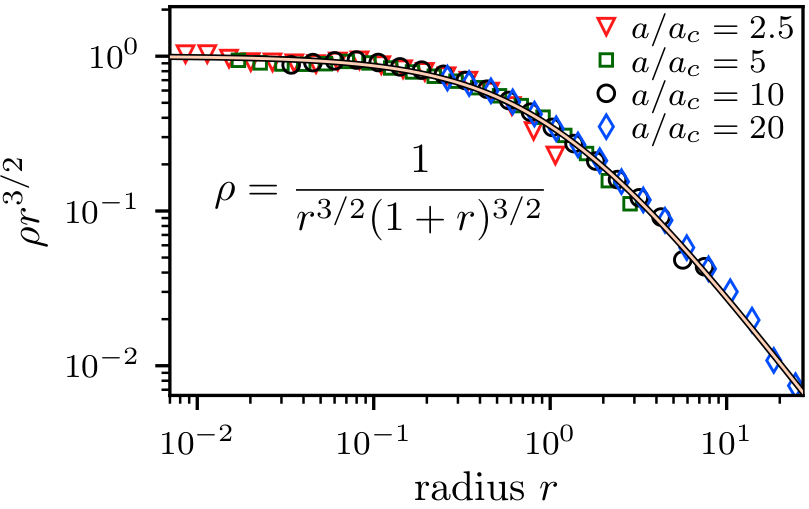 a/a_c = 2.5
a/a_c = 5
a/a_c = 10
a/a_c = 20
ρ = 1 / r^{3/2}(1 + r)^{3/2}
ρr^{3/2}
10^0
10^{-1}
10^{-2}
10^{-2} 10^{-1} 10^0 10^1
radius r